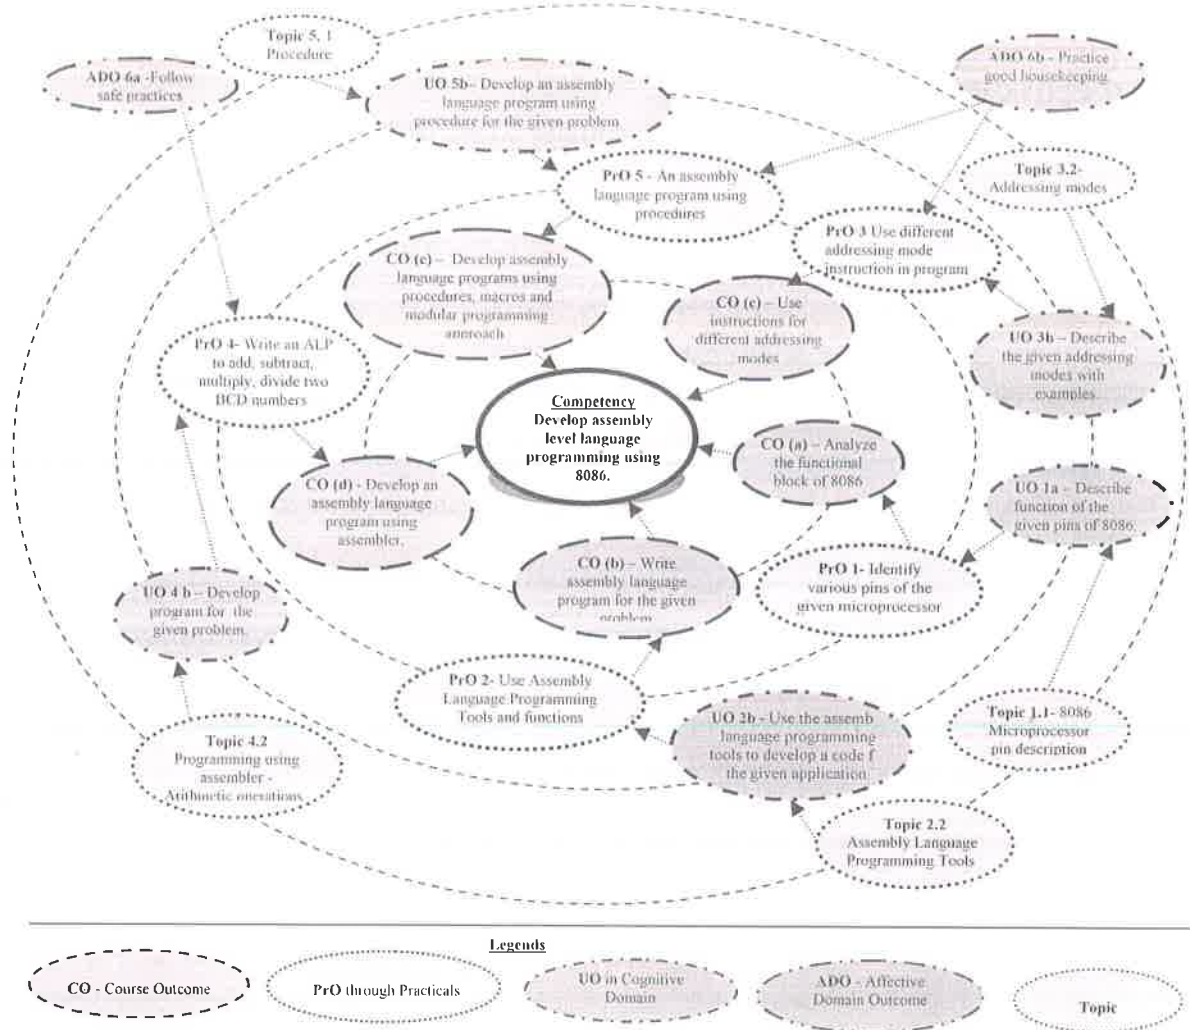 Topic 5. 1
Procedure
ADO 6a -Follow
safe practices
UO 5b– Develop an assembly
language program using
procedure for the given problem
ADO 6b - Practice
good housekeeping
PrO 5 - An assembly
language program using
procedures
Topic 3.2-
Addressing modes
PrO 3 Use different
addressing mode
instruction in program
CO (e) – Develop assembly
language programs using
procedures, macros and
modular programming
approach
CO (c) – Use
instructions for
different addressing
modes
UO 3b – Describe
the given addressing
modes with
examples.
PrO 4- Write an ALP
to add, subtract,
multiply, divide two
BCD numbers
Competency
Develop assembly
level language
programming using
8086.
CO (a) – Analyze
the functional
block of 8086
CO (d) - Develop an
assembly language
program using
assembler.
UO 1a – Describe
function of the
given pins of 8086.
CO (b) – Write
assembly language
program for the given
problem
PrO 1- Identify
various pins of the
given microprocessor
UO 4 b – Develop
program for the
given problem.
PrO 2- Use Assembly
Language Programming
Tools and functions
UO 2b - Use the assemb
language programming
tools to develop a code f
the given application
Topic 1.1- 8086
Microprocessor
pin description
Topic 4.2
Programming using
assembler -
Arithmetic operations
Topic 2.2
Assembly Language
Programming Tools
Legends
CO - Course Outcome
PrO through Practicals
UO in Cognitive
Domain
ADO - Affective
Domain Outcome
Topic